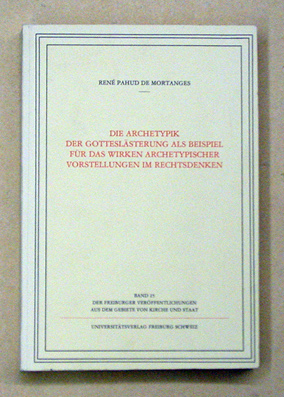 RENÉ PAHUD DE MORTANGES
DIE ARCHETYPIK
DER GOTTESLÄSTERUNG ALS BEISPIEL
FÜR DAS WIRKEN ARCHETYPISCHER
VORSTELLUNGEN IM RECHTSDENKEN
BAND 25
DER FREIBURGER VERÖFFENTLICHUNGEN
AUS DEM GEBIETE VON KIRCHE UND STAAT
UNIVERSITÄTSVERLAG FREIBURG SCHWEIZ